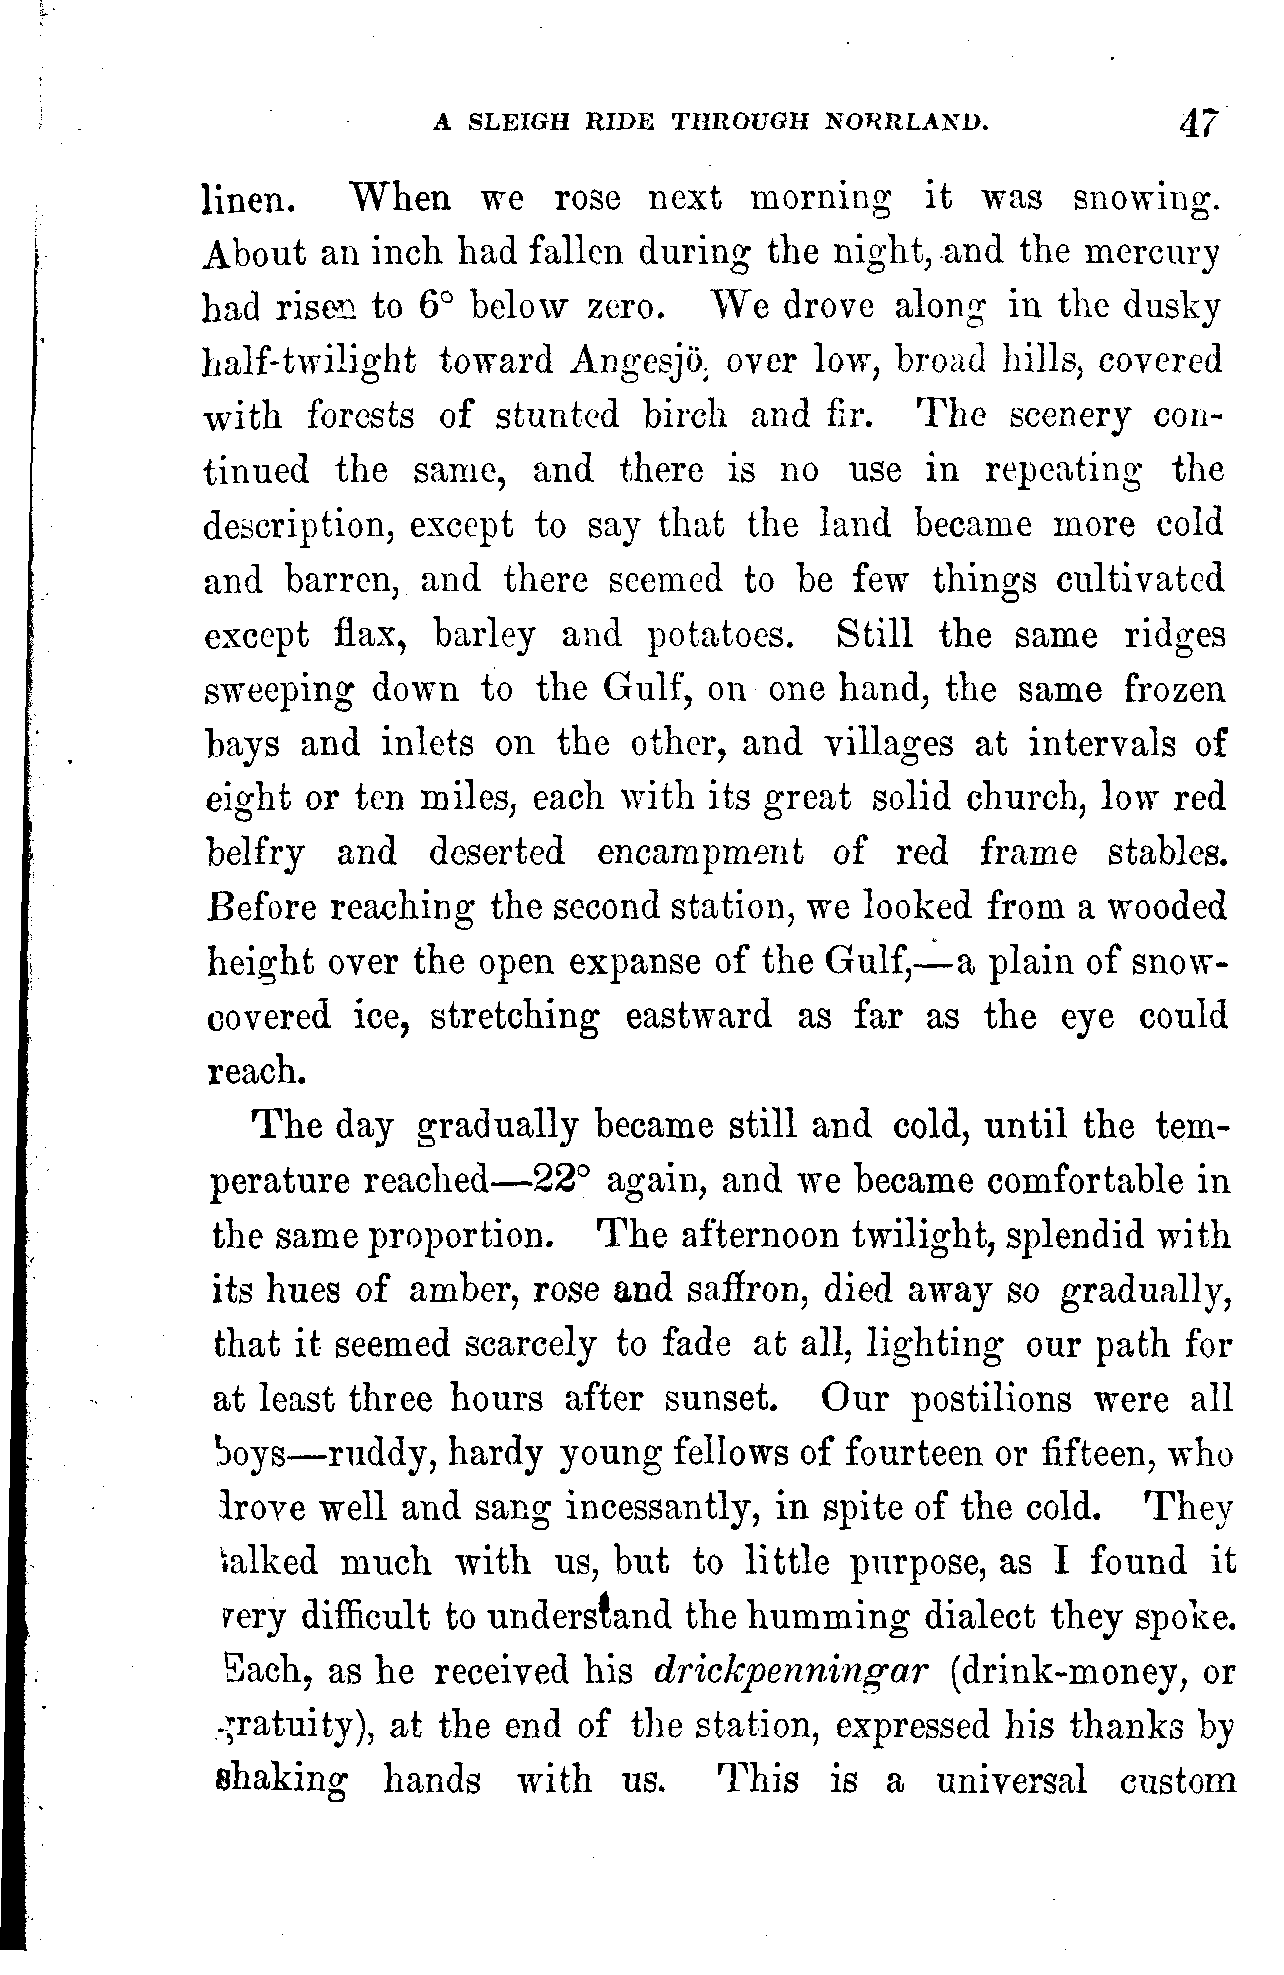 A SLEIGH RIDE THROUGH NORRLAND. 47
linen. When we rose next morning it was snowing.
About an inch had fallen during the night, and the mercury
had risen to 6° below zero. We drove along in the dusky
half-twilight toward Angesjö, over low, broad hills, covered
with forests of stunted birch and fir. The scenery con-
tinued the same, and there is no use in repeating the
description, except to say that the land became more cold
and barren, and there seemed to be few things cultivated
except flax, barley and potatoes. Still the same ridges
sweeping down to the Gulf, on one hand, the same frozen
bays and inlets on the other, and villages at intervals of
eight or ten miles, each with its great solid church, low red
belfry and deserted encampment of red frame stables.
Before reaching the second station, we looked from a wooded
height over the open expanse of the Gulf,—a plain of snow-
covered ice, stretching eastward as far as the eye could
reach.
The day gradually became still and cold, until the tem-
perature reached—22° again, and we became comfortable in
the same proportion. The afternoon twilight, splendid with
its hues of amber, rose and saffron, died away so gradually,
that it seemed scarcely to fade at all, lighting our path for
at least three hours after sunset. Our postilions were all
boys—ruddy, hardy young fellows of fourteen or fifteen, who
drove well and sang incessantly, in spite of the cold. They
talked much with us, but to little purpose, as I found it
very difficult to understand the humming dialect they spoke.
Each, as he received his drickpenningar (drink-money, or
gratuity), at the end of the station, expressed his thanks by
shaking hands with us. This is a universal custom